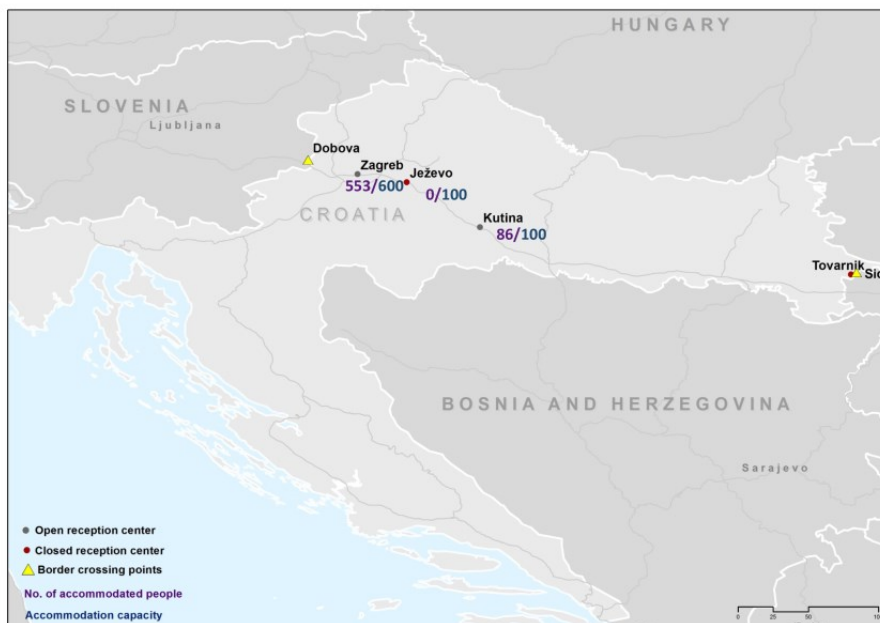 HUNGARY
SLOVENIA
Ljubljana
Dobova
Zagreb
Ježevo
553/600
0/100
CROATIA
Kutina
86/100
Tovarnik
Sid
BOSNIA AND HERZEGOVINA
Sarajevo
Open reception center
Closed reception center
Border crossing points
No. of accommodated people
Accommodation capacity
0 25 50